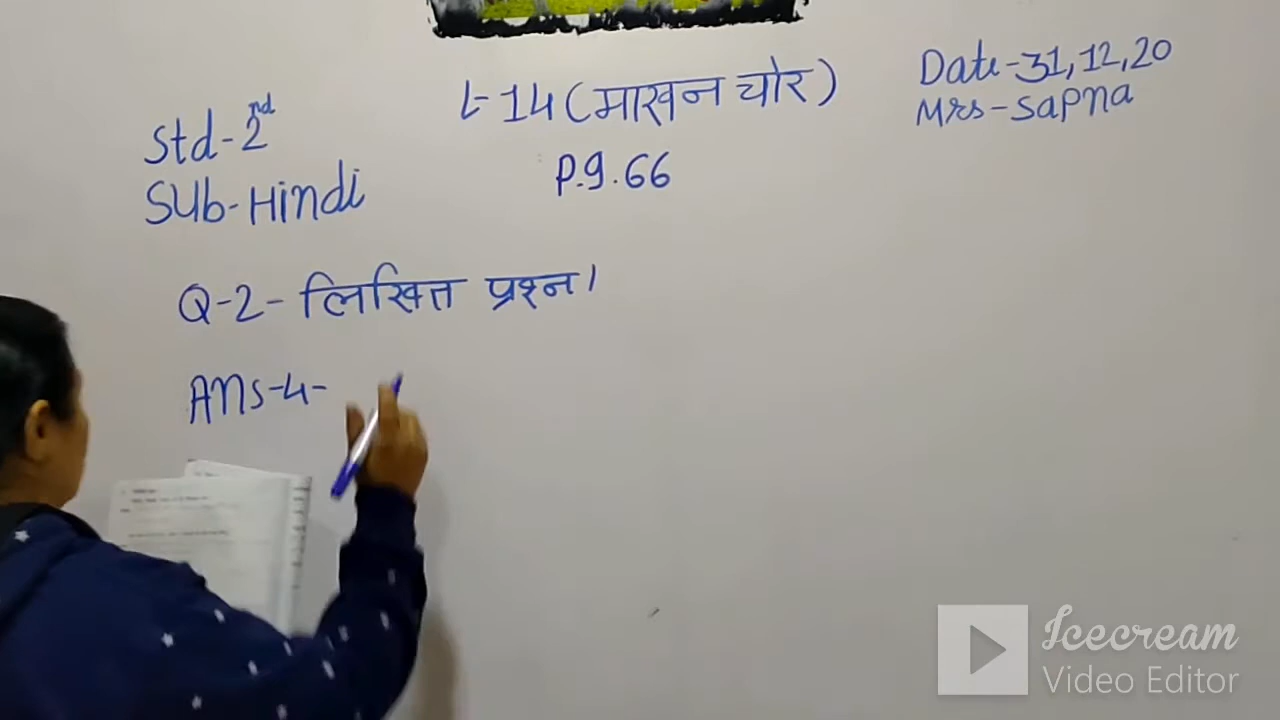 Std-2nd
Sub-Hindi
L-14 (माखन चोर)
P.g.66
Date-31,12,20
Mrs-Sapna
Q-2- लिखित प्रश्न।
Ans-4-
Icecream
Video Editor